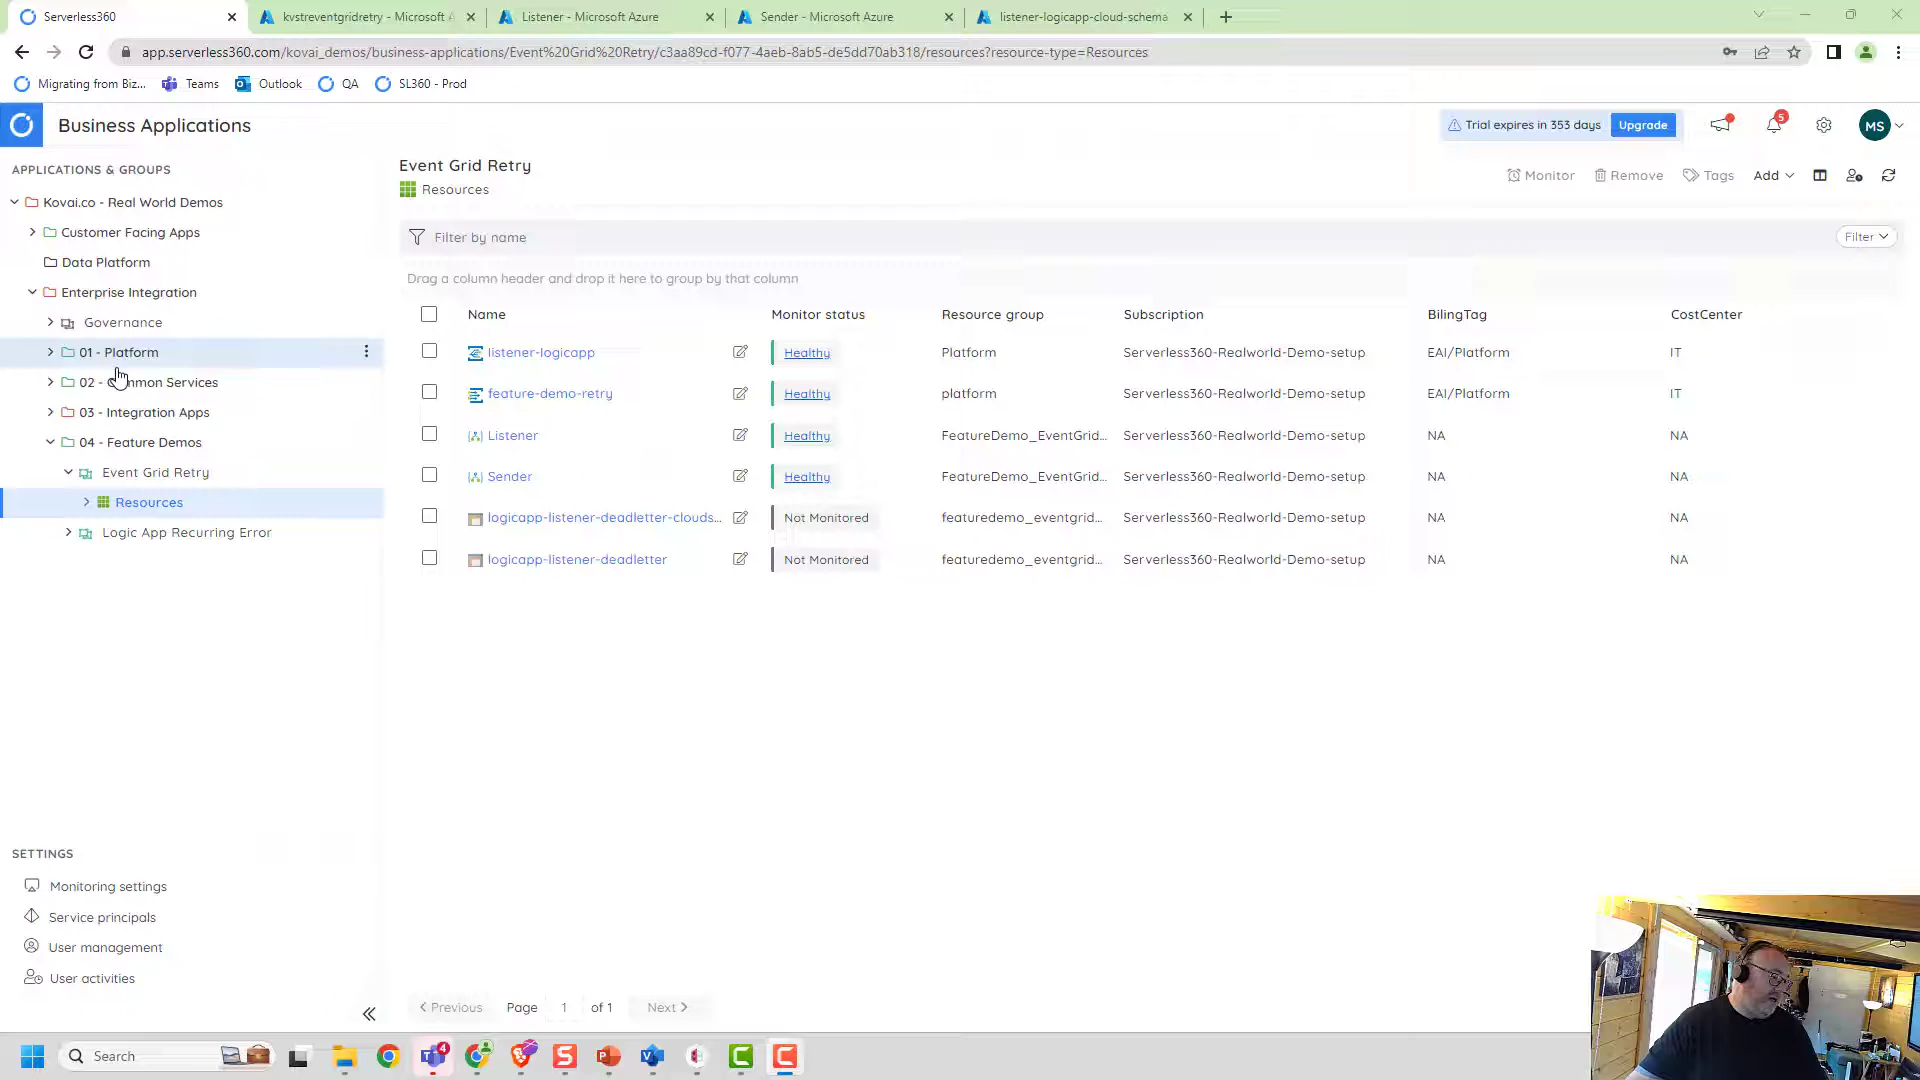 Serverless360
kvstreventgridretry - Microsoft A
Listener - Microsoft Azure
Sender - Microsoft Azure
listener-logicapp-cloud-schema
app.serverless360.com/kovai_demos/business-applications/Event%20Grid%20Retry/c3aa89cd-f077-4aeb-8ab5-de5dd70ab318/resources?resource-type=Resources
Migrating from Biz...
Teams
Outlook
QA
SL360 - Prod
Business Applications
Trial expires in 353 days
Upgrade
5
MS
APPLICATIONS & GROUPS
Kovai.co - Real World Demos
Customer Facing Apps
Data Platform
Enterprise Integration
Governance
01 - Platform
02 - Common Services
03 - Integration Apps
04 - Feature Demos
Event Grid Retry
Resources
Logic App Recurring Error
SETTINGS
Monitoring settings
Service principals
User management
User activities
Event Grid Retry
Resources
Monitor
Remove
Tags
Add
Filter by name
Filter
Drag a column header and drop it here to group by that column
Name Monitor status Resource group Subscription BilingTag CostCenter
listener-logicapp Healthy Platform Serverless360-Realworld-Demo-setup EAI/Platform IT
feature-demo-retry Healthy platform Serverless360-Realworld-Demo-setup EAI/Platform IT
Listener Healthy FeatureDemo_EventGrid... Serverless360-Realworld-Demo-setup NA NA
Sender Healthy FeatureDemo_EventGrid... Serverless360-Realworld-Demo-setup NA NA
logicapp-listener-deadletter-clouds... Not Monitored featuredemo_eventgrid... Serverless360-Realworld-Demo-setup NA NA
logicapp-listener-deadletter Not Monitored featuredemo_eventgrid... Serverless360-Realworld-Demo-setup NA NA
Previous Page 1 of 1 Next
Search
4